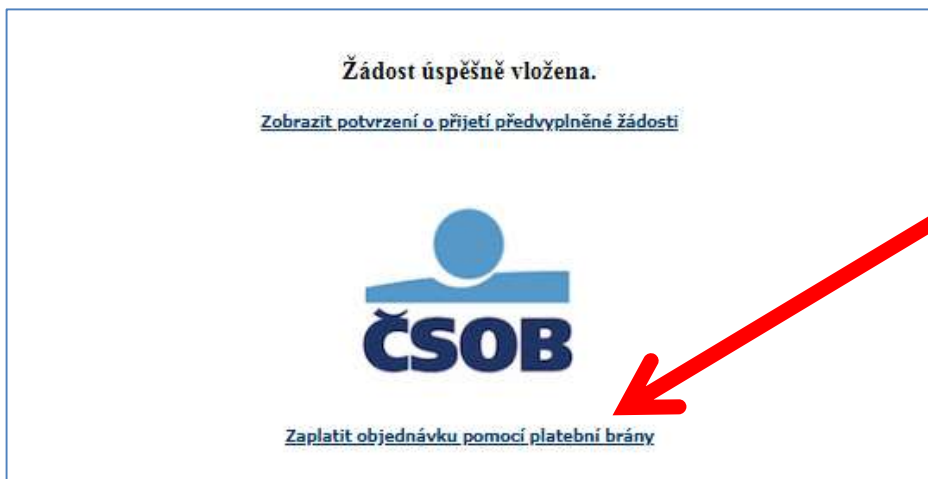 Žádost úspěšně vložena.
Zobrazit potvrzení o přijetí předvyplněné žádosti
ČSOB
Zaplatit objednávku pomocí platební brány